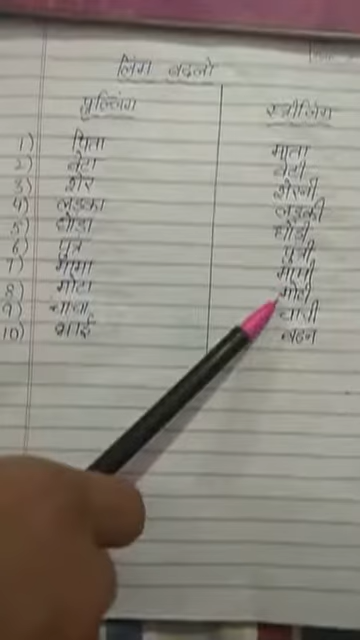 लिंग बदलो
पुल्लिंग स्त्रीलिंग
1) पिता माता
2) बेटा बेटी
3) शेर शेरनी
4) लड़का लड़की
5) घोडा घोडी
6) पुत्र पुत्री
7) मामा मामी
8) मोटा मोटी
9) चाचा चाची
10) भाई बहन